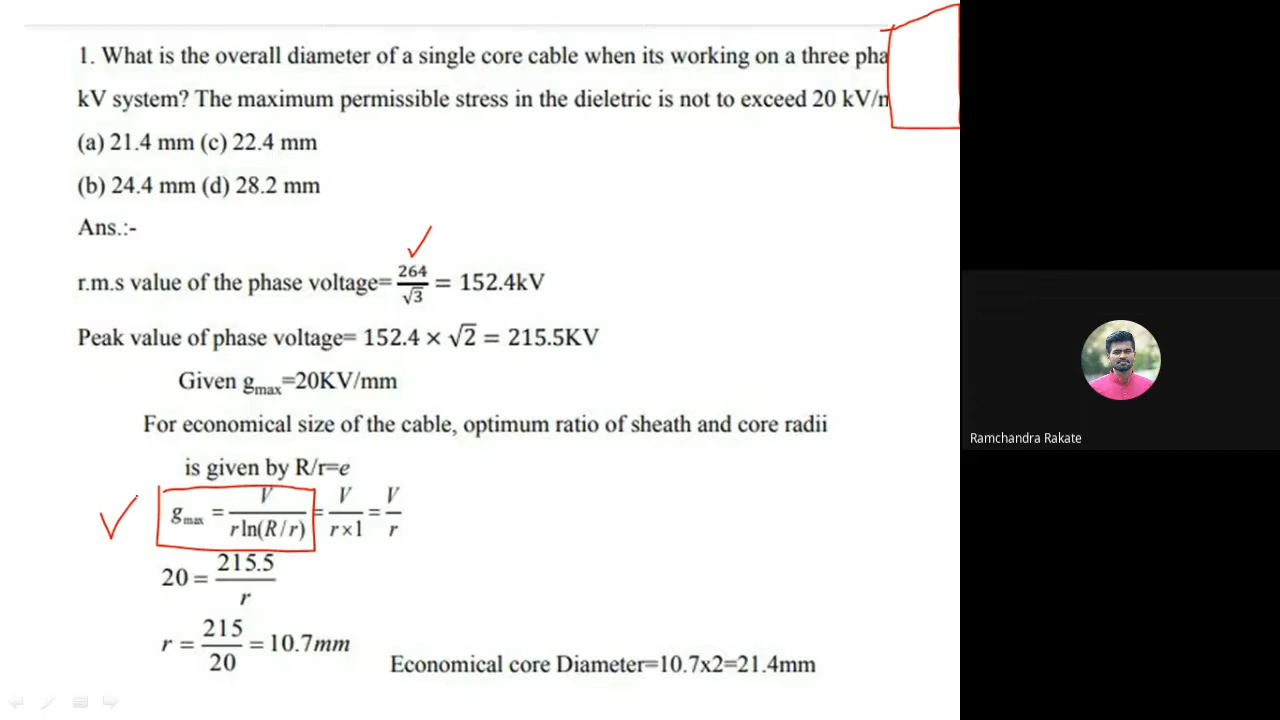 1. What is the overall diameter of a single core cable when its working on a three pha
kV system? The maximum permissible stress in the dieletric is not to exceed 20 kV/
(a) 21.4 mm (c) 22.4 mm
(b) 24.4 mm (d) 28.2 mm
Ans.:-
r.m.s value of the phase voltage= 264/√3 = 152.4kV
Peak value of phase voltage= 152.4 × √2 = 215.5KV
Given gmax=20KV/mm
For economical size of the cable, optimum ratio of sheath and core radii
is given by R/r=e
gmax = V/(r ln(R/r)) = V/(r×1) = V/r
20 = 215.5/r
r = 215/20 = 10.7mm
Economical core Diameter=10.7x2=21.4mm
Ramchandra Rakate